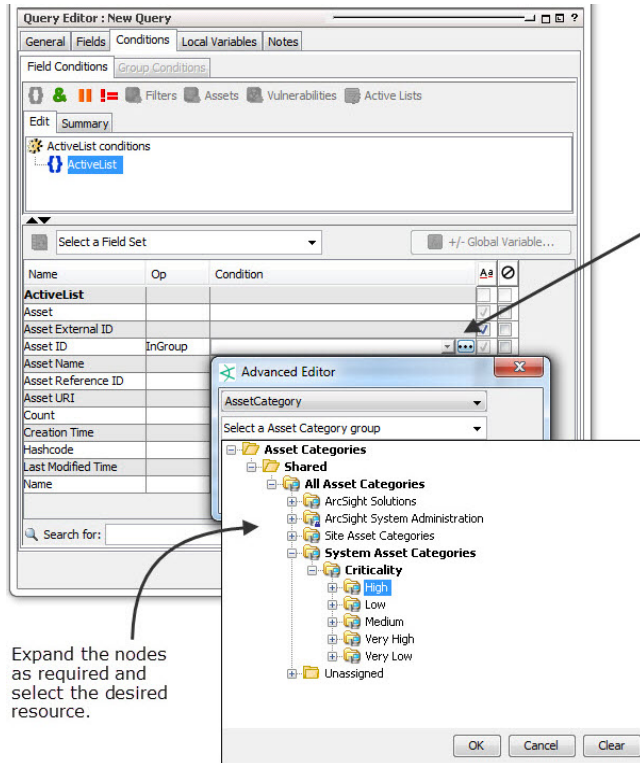 Query Editor : New Query ?
General Fields Conditions Local Variables Notes
Field Conditions Group Conditions
{} & || != Filters Assets Vulnerabilities Active Lists
Edit Summary
ActiveList conditions
{} ActiveList
Select a Field Set +/- Global Variable...
Name Op Condition Aa
ActiveList
Asset
Asset External ID
Asset ID InGroup ...
Asset Name
Asset Reference ID
Asset URI
Count
Creation Time
Hashcode
Last Modified Time
Name
Search for:
Advanced Editor X
AssetCategory
Select a Asset Category group
Asset Categories
Shared
All Asset Categories
ArcSight Solutions
ArcSight System Administration
Site Asset Categories
System Asset Categories
Criticality
High
Low
Medium
Very High
Very Low
Unassigned
OK Cancel Clear
Expand the nodes
as required and
select the desired
resource.